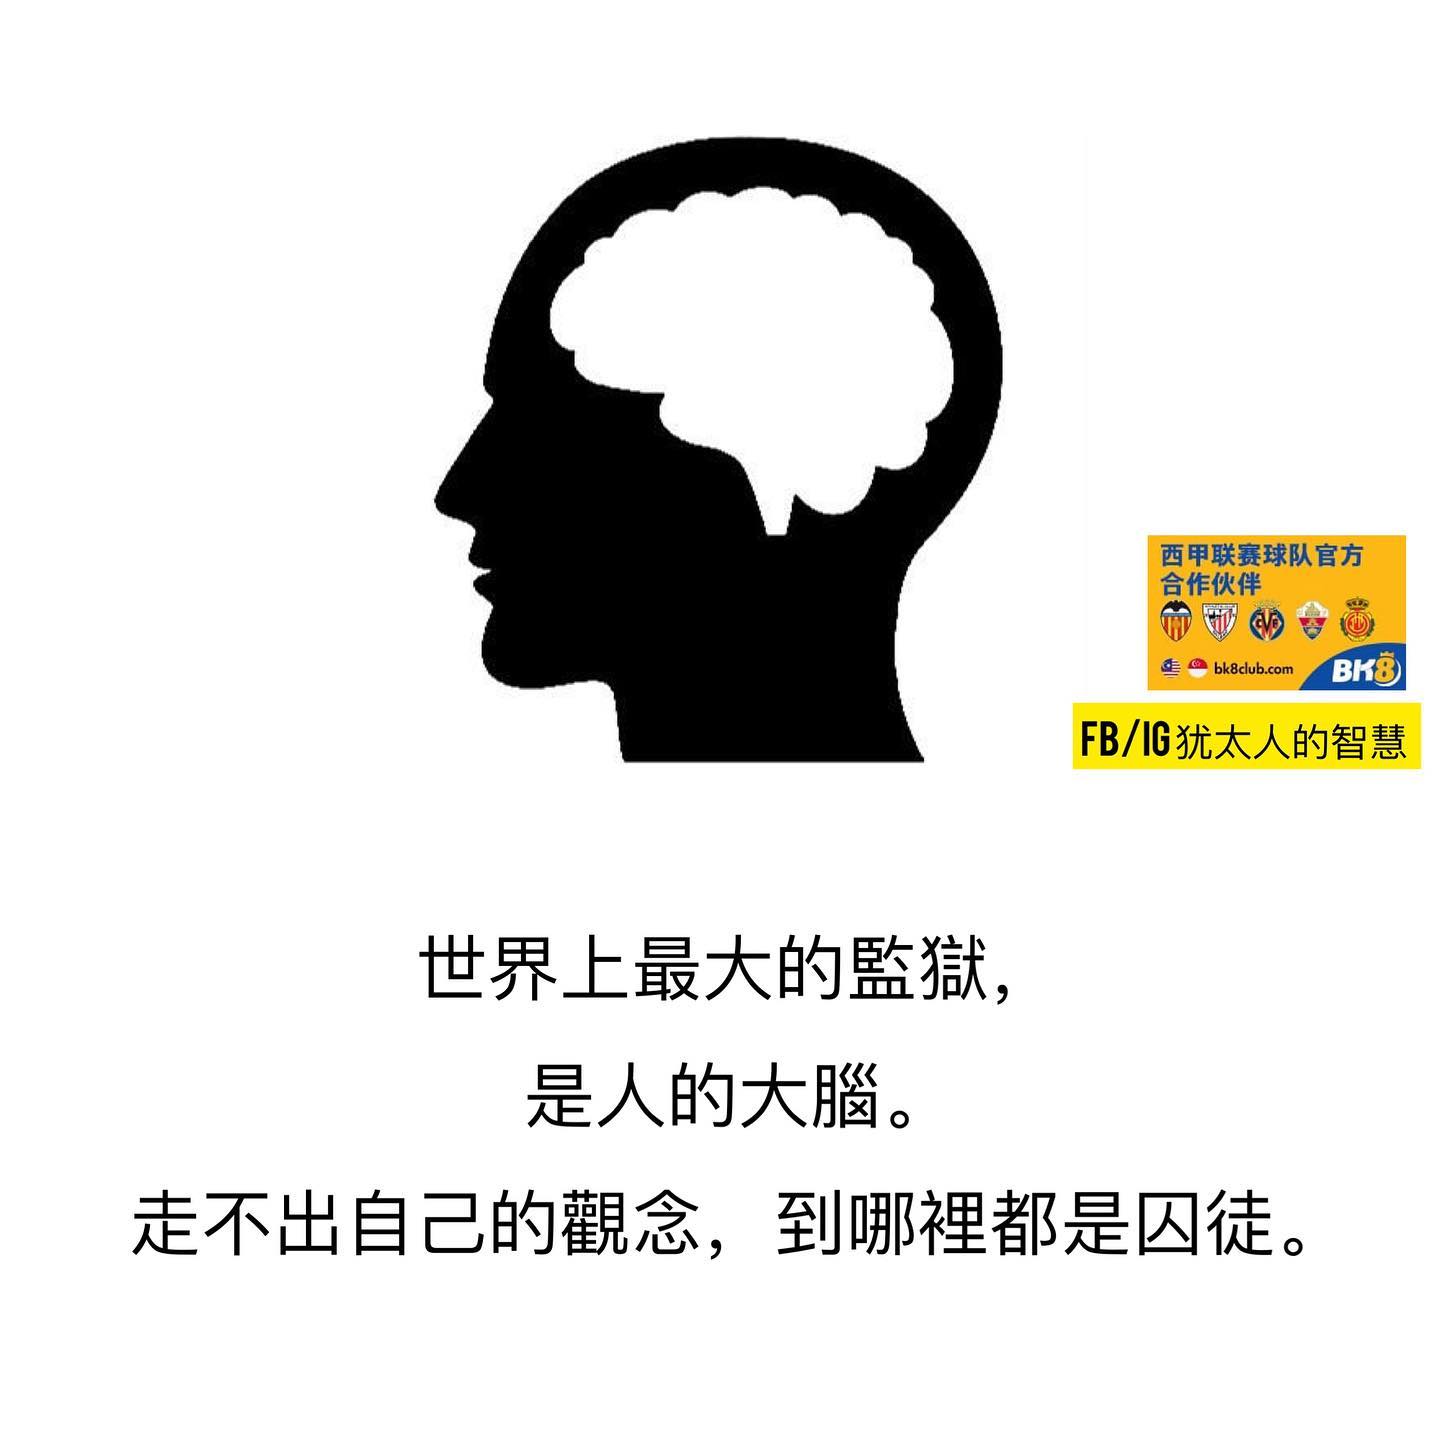 西甲联赛球队官方
合作伙伴
bk8club.com
BK8
FB/IG犹太人的智慧
世界上最大的監獄，
是人的大腦。
走不出自己的觀念，到哪裡都是囚徒。